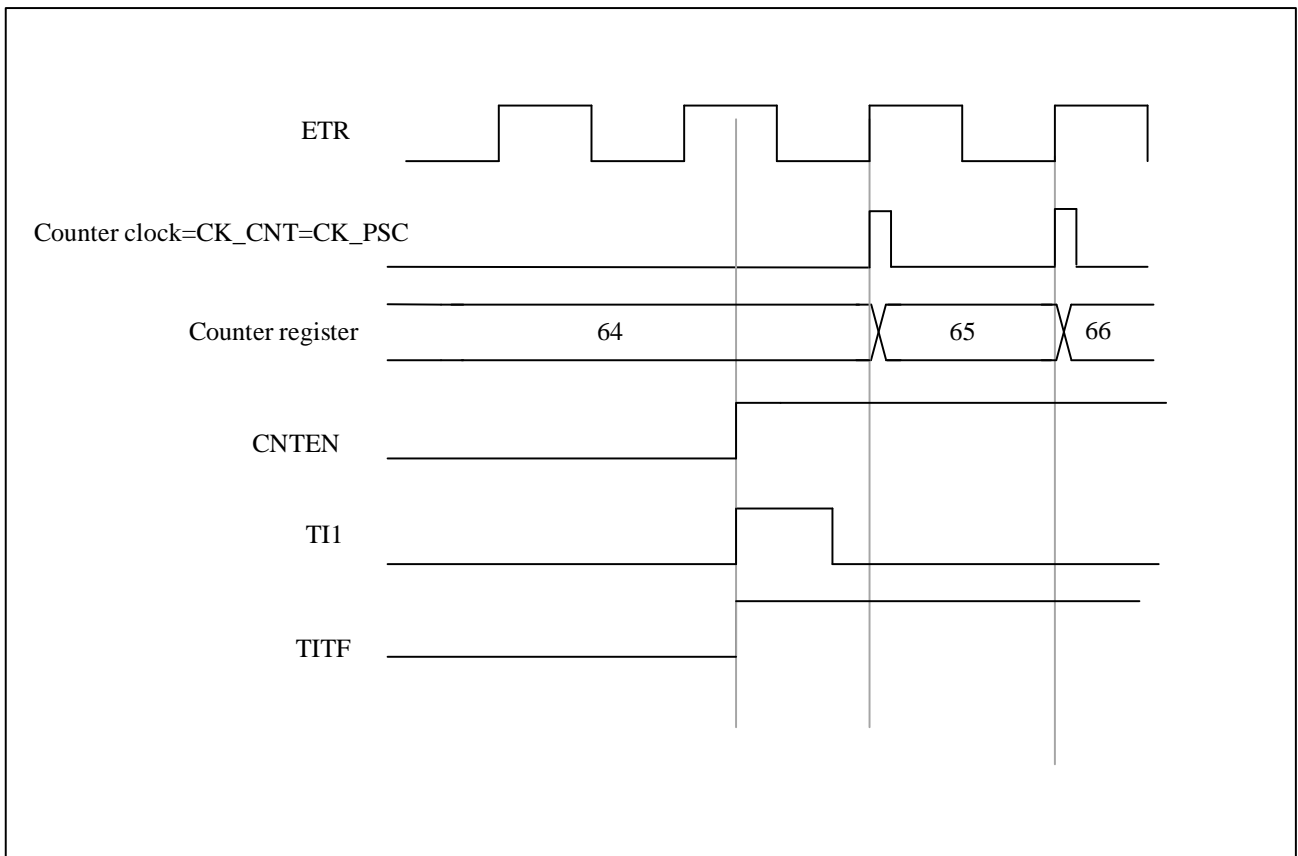 ETR
Counter clock=CK_CNT=CK_PSC
Counter register
64
65
66
CNTEN
TI1
TITF